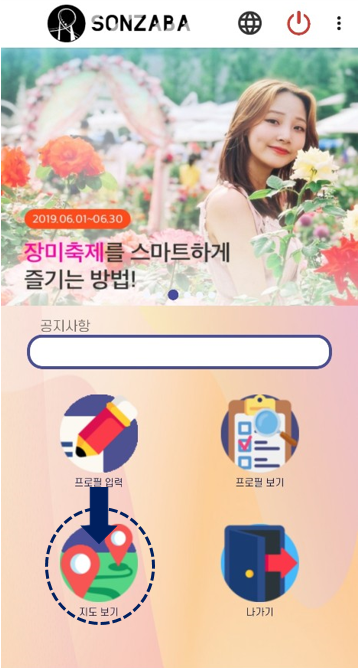 SONZABA
2019.06.01~06.30
장미축제를 스마트하게
즐기는 방법!
공지사항
프로필 입력
프로필 보기
지도 보기
나가기